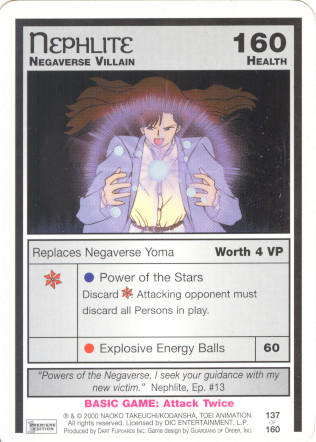 NEPHLITE 160
NEGAVERSE VILLAIN HEALTH
Replaces Negaverse Yoma Worth 4 VP
Power of the Stars
Discard Attacking opponent must
discard all Persons in play.
Explosive Energy Balls 60
"Powers of the Negaverse, I seek your guidance with my
new victim." Nephlite, Ep. #13
BASIC GAME: Attack Twice
PREMIERE
EDITION
® & © 2000 NAOKO TAKEUCHI/KODANSHA, TOEI ANIMATION.
All rights reserved. Licensed by DIC ENTERTAINMENT, L.P.
Produced by DART FLIPCARDS INC. Game design by GUARDIANS OF ORDER, INC.
137
OF
160